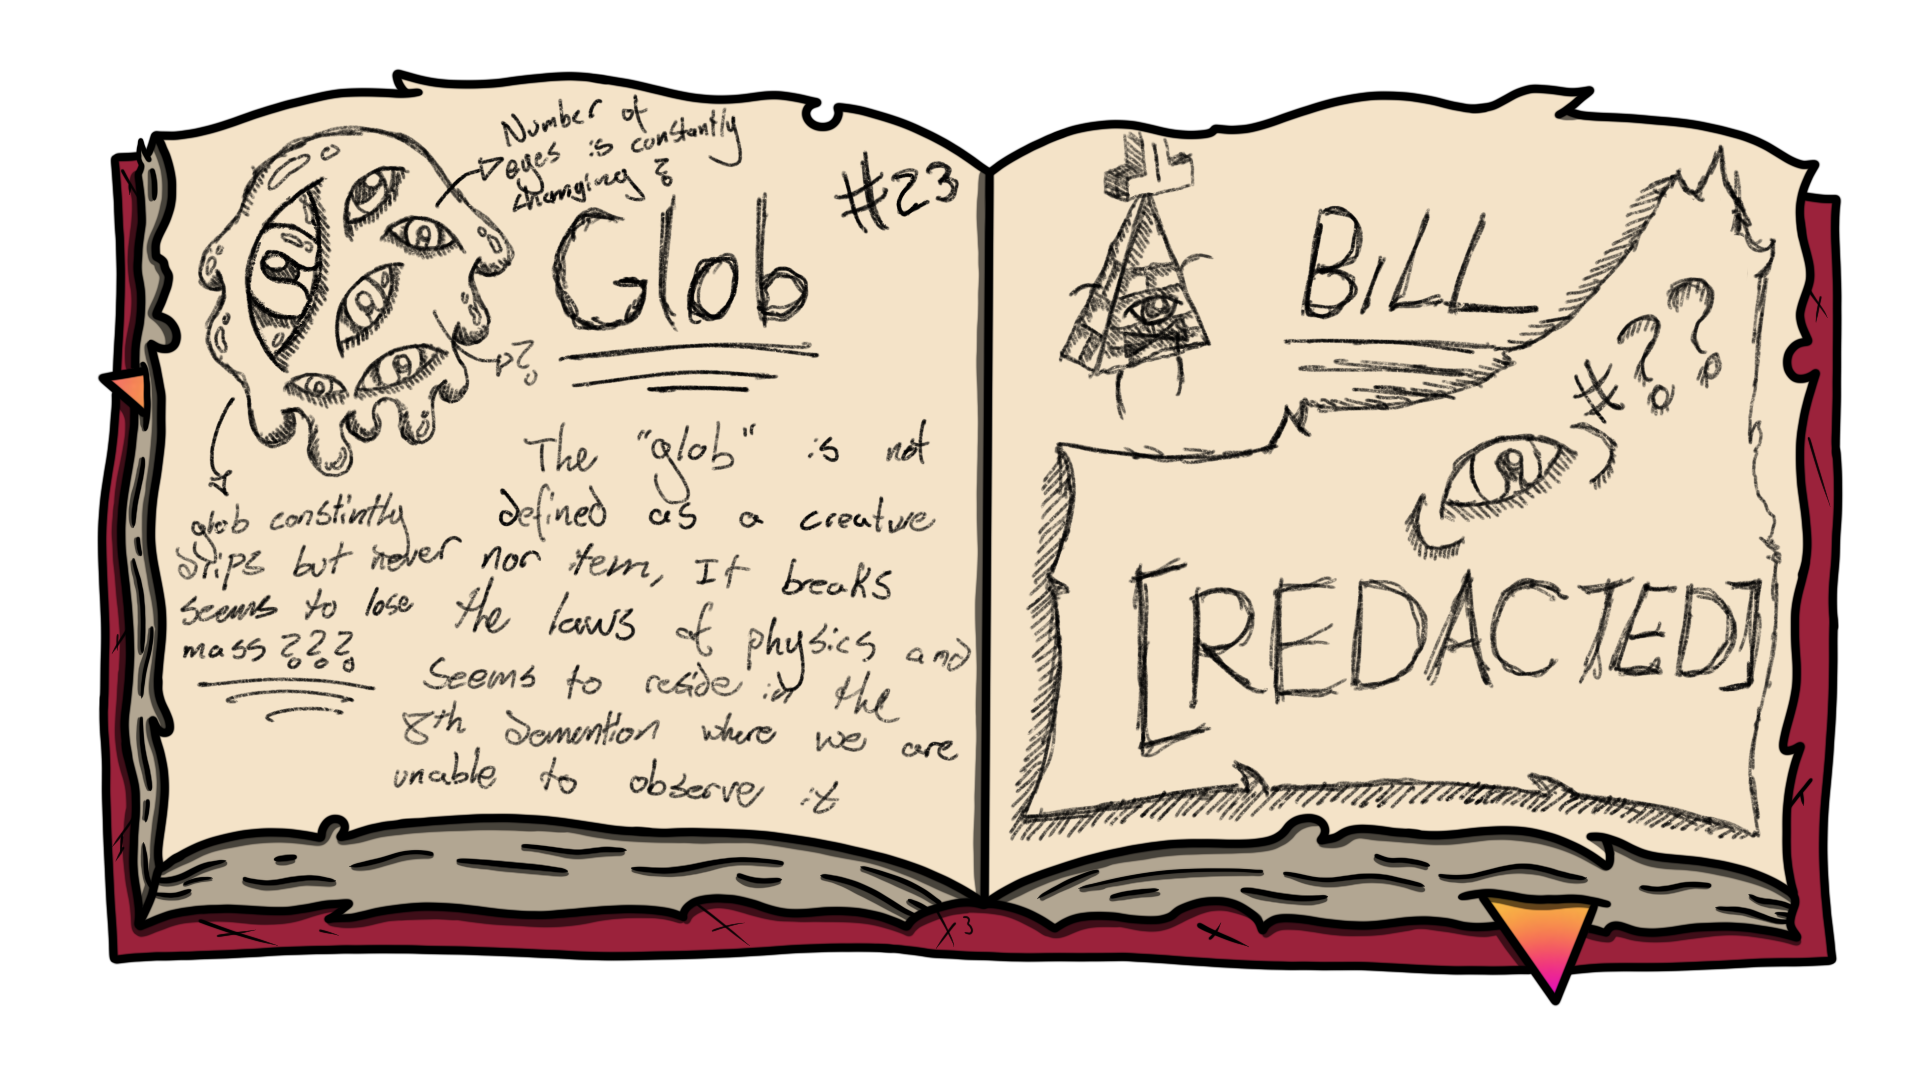 Number of
eyes is constantly
changing ?
#23
Glob
?
The "glob" is not
defined as a creature
nor tem, It breaks
the laws of physics and
seems to reside in the
8th demention where we are
unable to observe it
glob constintly
drips but never
seems to lose
mass ???
BiLL
#??
[REDACTED]
3